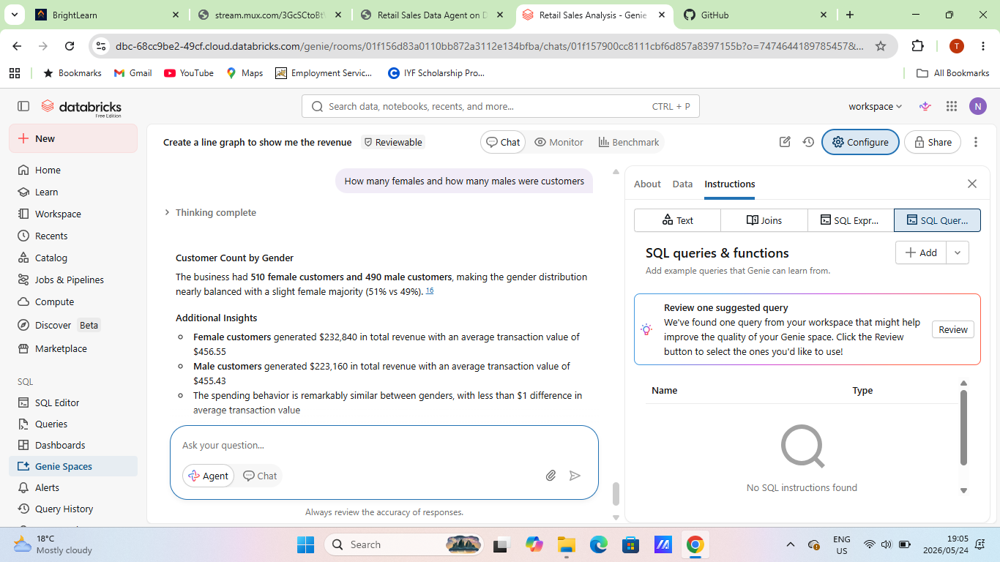 BrightLearn
stream.mux.com/3GcSCtoBt
Retail Sales Data Agent on D
Retail Sales Analysis - Genie
GitHub
dbc-68cc9be2-49cf.cloud.databricks.com/genie/rooms/01f156d83a0110bb872a3112e134bfba/chats/01f157900cc8111cbf6d857a8397155b?o=7474644189785457&...
T
Bookmarks
Gmail
YouTube
Maps
Employment Servic...
IYF Scholarship Pro...
All Bookmarks
databricks
Free Edition
Search data, notebooks, recents, and more...
CTRL + P
workspace
N
New
Home
Learn
Workspace
Recents
Catalog
Jobs & Pipelines
Compute
Discover Beta
Marketplace
SQL
SQL Editor
Queries
Dashboards
Genie Spaces
Alerts
Query History
Create a line graph to show me the revenue
Reviewable
Chat
Monitor
Benchmark
Configure
Share
How many females and how many males were customers
Thinking complete
Customer Count by Gender
The business had 510 female customers and 490 male customers, making the gender distribution
nearly balanced with a slight female majority (51% vs 49%). 16
Additional Insights
Female customers generated $232,840 in total revenue with an average transaction value of
$456.55
Male customers generated $223,160 in total revenue with an average transaction value of
$455.43
The spending behavior is remarkably similar between genders, with less than $1 difference in
average transaction value
Ask your question...
Agent
Chat
Always review the accuracy of responses.
About
Data
Instructions
Text
Joins
SQL Expr...
SQL Quer...
SQL queries & functions
Add
Add example queries that Genie can learn from.
Review one suggested query
We've found one query from your workspace that might help
improve the quality of your Genie space. Click the Review
button to select the ones you'd like to use!
Review
Name
Type
No SQL instructions found
18°C
Mostly cloudy
Search
ENG
US
19:05
2026/05/24